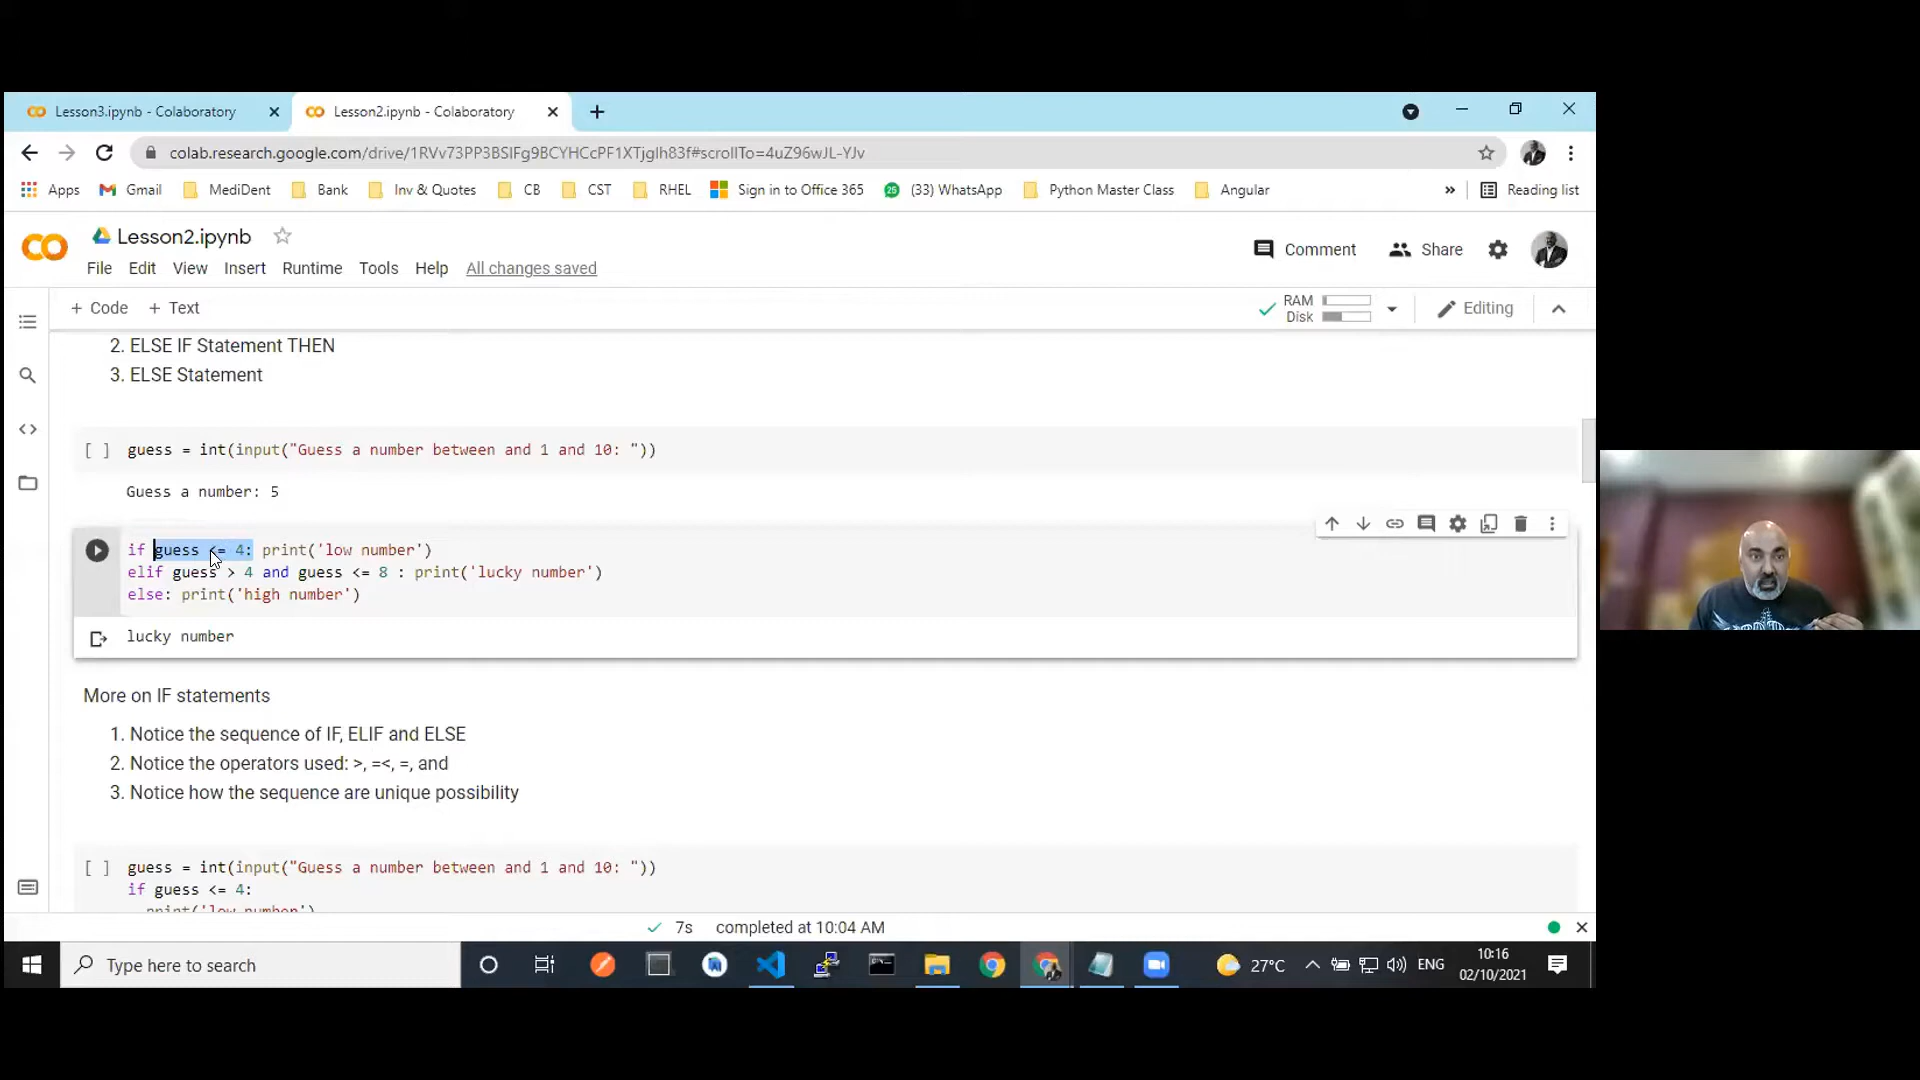 Lesson3.ipynb - Colaboratory
Lesson2.ipynb - Colaboratory
colab.research.google.com/drive/1RVv73PP3BSIFg9BCYHCcPF1XTjglh83f#scrollTo=4uZ96wJL-YJv
Apps Gmail MediDent Bank Inv & Quotes CB CST RHEL Sign in to Office 365 25 (33) WhatsApp Python Master Class Angular » Reading list
CO Lesson2.ipynb
Comment Share
File Edit View Insert Runtime Tools Help All changes saved
+ Code + Text
RAM
Disk
Editing
2. ELSE IF Statement THEN
3. ELSE Statement
[ ] guess = int(input("Guess a number between and 1 and 10: "))
Guess a number: 5
if guess <= 4: print('low number')
elif guess > 4 and guess <= 8 : print('lucky number')
else: print('high number')
lucky number
More on IF statements
1. Notice the sequence of IF, ELIF and ELSE
2. Notice the operators used: >, =<, =, and
3. Notice how the sequence are unique possibility
[ ] guess = int(input("Guess a number between and 1 and 10: "))
if guess <= 4:
print('low number')
7s completed at 10:04 AM
Type here to search
27°C
ENG
10:16
02/10/2021